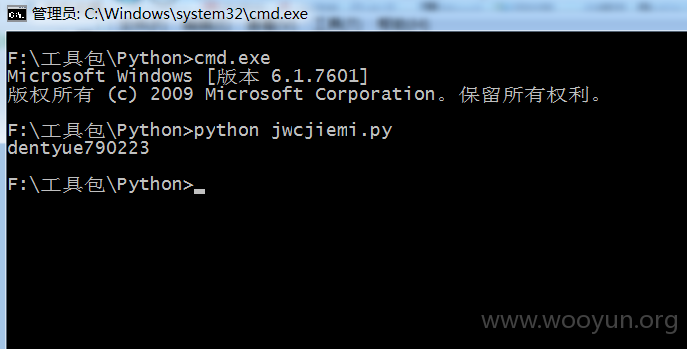 管理员: C:\Windows\system32\cmd.exe
F:\工具包\Python>cmd.exe
Microsoft Windows [版本 6.1.7601]
版权所有 (c) 2009 Microsoft Corporation。保留所有权利。
F:\工具包\Python>python jwcjiemi.py
dentyue790223
F:\工具包\Python>_
www.wooyun.org